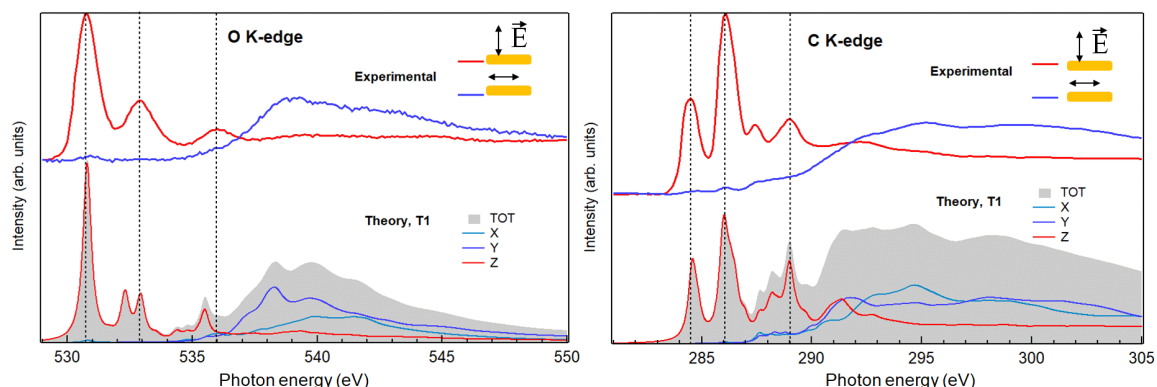 O K-edge
E
Experimental
Intensity (arb. units)
Theory, T1
TOT
X
Y
Z
530
535
540
545
550
Photon energy (eV)
C K-edge
E
Experimental
Intensity (arb. units)
Theory, T1
TOT
X
Y
Z
285
290
295
300
305
Photon energy (eV)